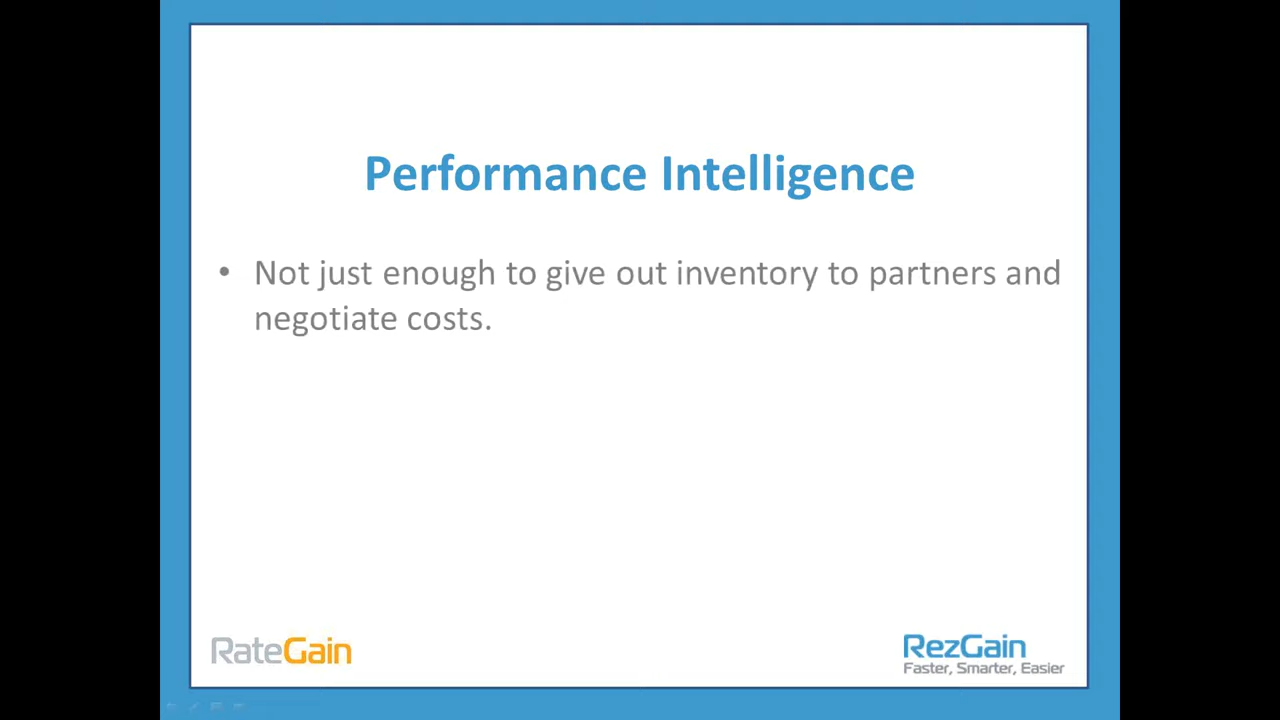 Performance Intelligence
• Not just enough to give out inventory to partners and
negotiate costs.
RateGain
RezGain
Faster, Smarter, Easier